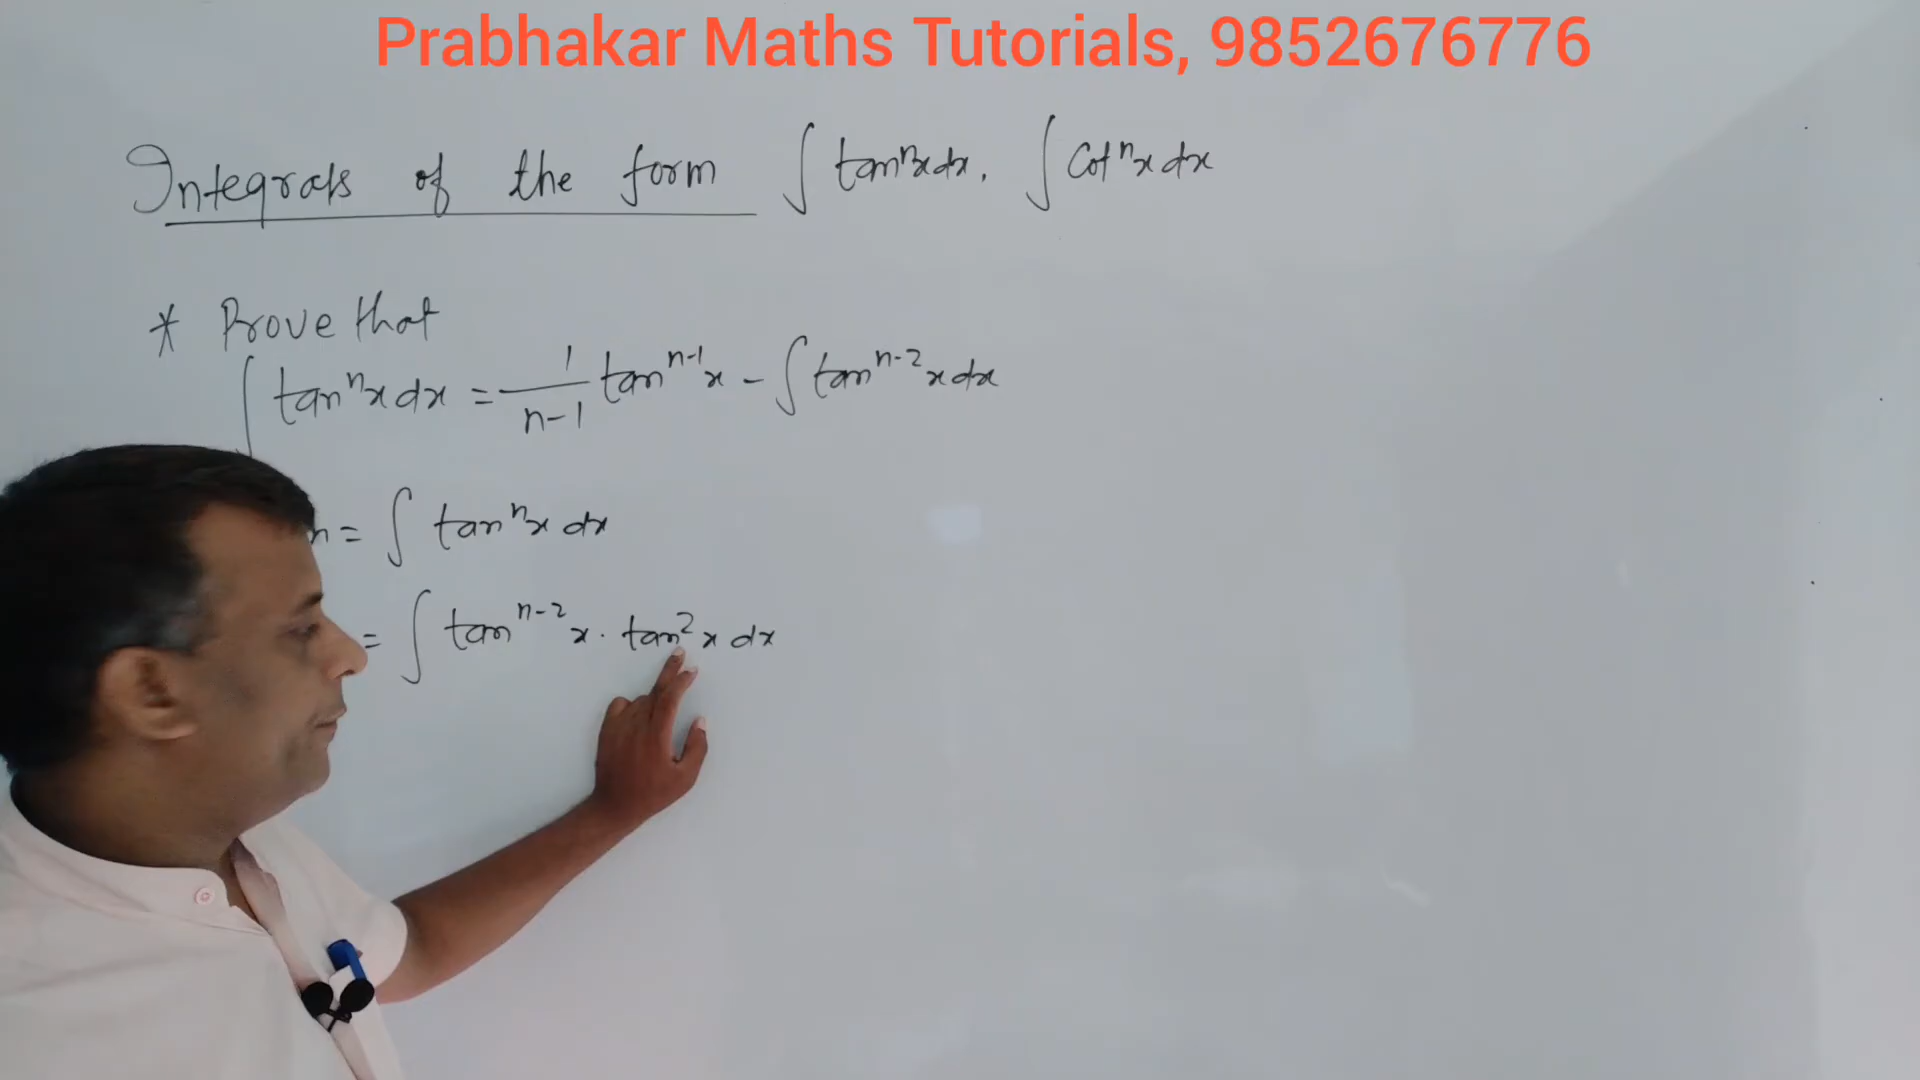 Prabhakar Maths Tutorials, 9852676776
Integrals of the form ∫ tanⁿx dx, ∫ Cotⁿx dx
* Prove that
∫ tanⁿx dx = 1/(n-1) tanⁿ⁻¹x - ∫ tanⁿ⁻²x dx
n = ∫ tanⁿx dx
= ∫ tanⁿ⁻²x . tan²x dx